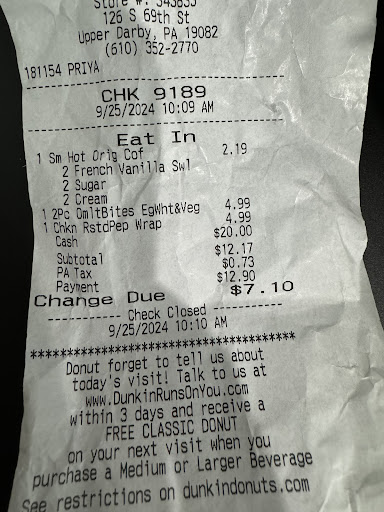 Store #: 343833
126 S 69th St
Upper Darby, PA 19082
(610) 352-2770
181154 PRIYA
CHK 9189
9/25/2024 10:09 AM
Eat In
1 Sm Hot Orig Cof 2.19
2 French Vanilla Swl
2 Sugar
2 Cream
1 2Pc OmltBites EgWht&Veg 4.99
1 Chkn RstdPep Wrap 4.99
Cash $20.00
Subtotal $12.17
PA Tax $0.73
Payment $12.90
Change Due $7.10
----------- Check Closed -----------
9/25/2024 10:10 AM
************************************
Donut forget to tell us about
today's visit! Talk to us at
www.DunkinRunsOnYou.com
within 3 days and receive a
FREE CLASSIC DONUT
on your next visit when you
purchase a Medium or Larger Beverage
See restrictions on dunkindonuts.com